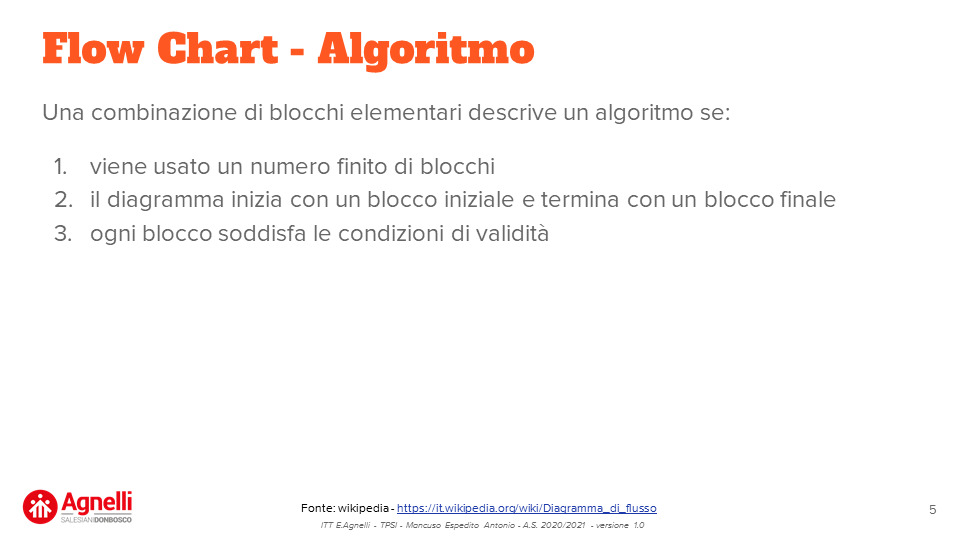 Flow Chart - Algoritmo
Una combinazione di blocchi elementari descrive un algoritmo se:
1. viene usato un numero finito di blocchi
2. il diagramma inizia con un blocco iniziale e termina con un blocco finale
3. ogni blocco soddisfa le condizioni di validità
Agnelli
SALESIANI DONBOSCO
Fonte: wikipedia - https://it.wikipedia.org/wiki/Diagramma_di_flusso
ITT E.Agnelli - TPSI - Mancuso Espedito Antonio - A.S. 2020/2021 - versione 1.0
5